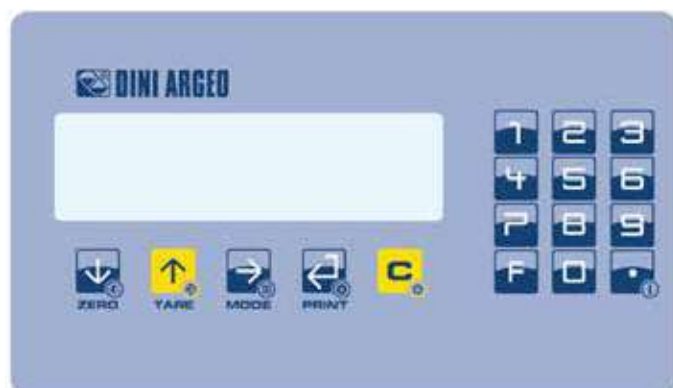 DINI ARGEO
1 2 3
4 5 6
7 8 9
C
F 0 .
ZERO TARE MODE PRINT